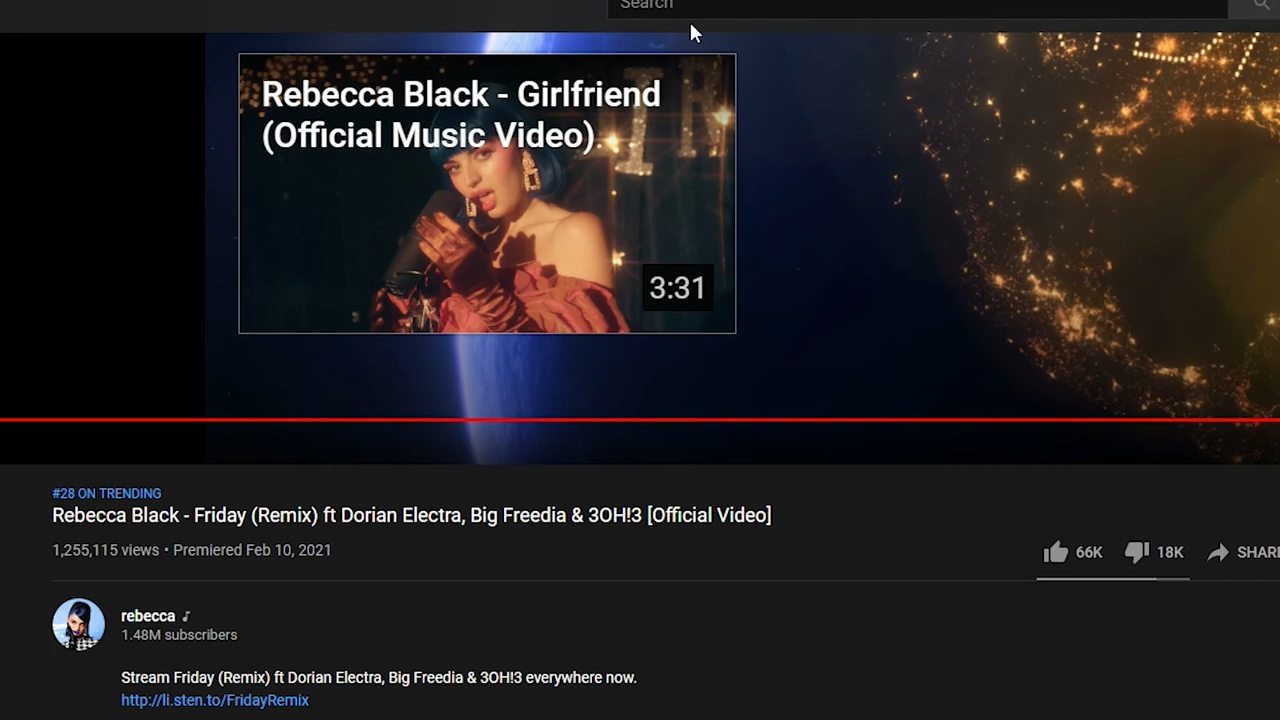 Search
Rebecca Black - Girlfriend
(Official Music Video)
3:31
#28 ON TRENDING
Rebecca Black - Friday (Remix) ft Dorian Electra, Big Freedia & 3OH!3 [Official Video]
1,255,115 views • Premiered Feb 10, 2021
66K 18K SHARE
rebecca
1.48M subscribers
Stream Friday (Remix) ft Dorian Electra, Big Freedia & 3OH!3 everywhere now.
http://li.sten.to/FridayRemix